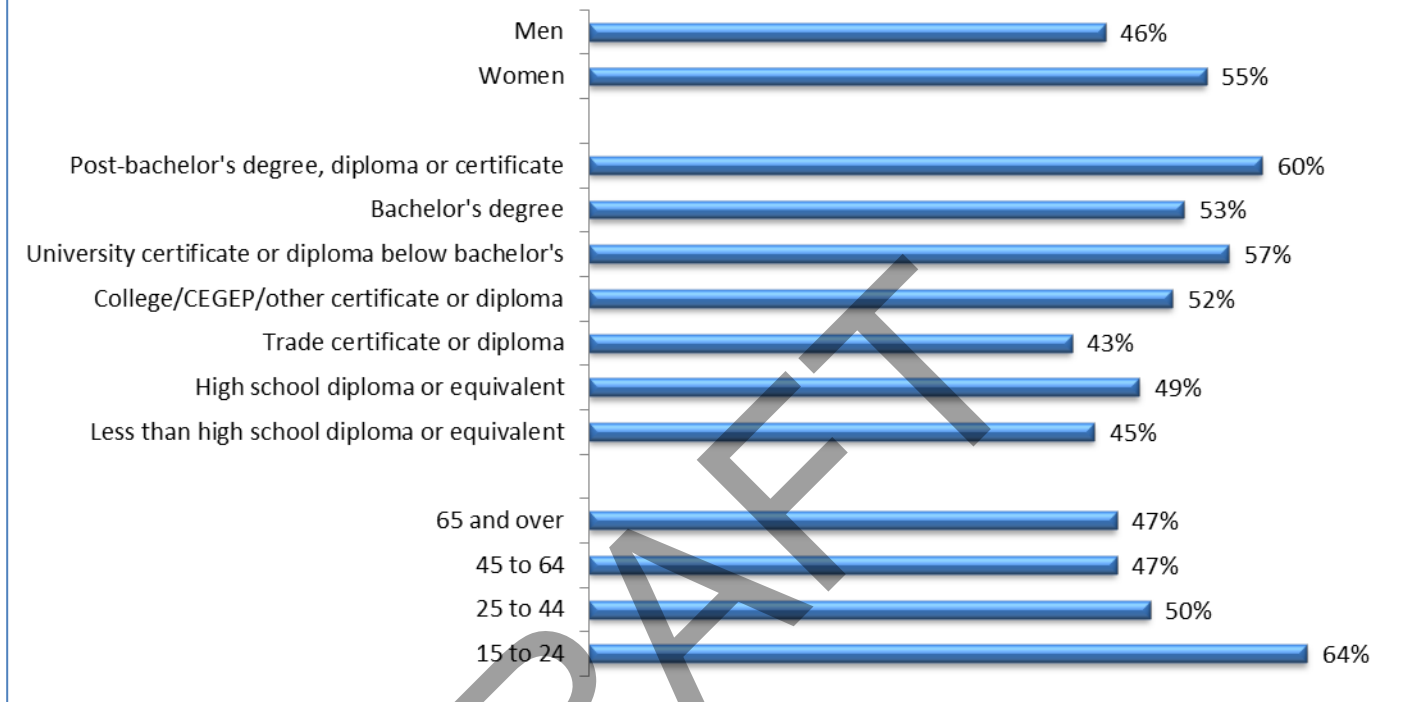 Men 46%
Women 55%
Post-bachelor's degree, diploma or certificate 60%
Bachelor's degree 53%
University certificate or diploma below bachelor's 57%
College/CEGEP/other certificate or diploma 52%
Trade certificate or diploma 43%
High school diploma or equivalent 49%
Less than high school diploma or equivalent 45%
65 and over 47%
45 to 64 47%
25 to 44 50%
15 to 24 64%
RAFT